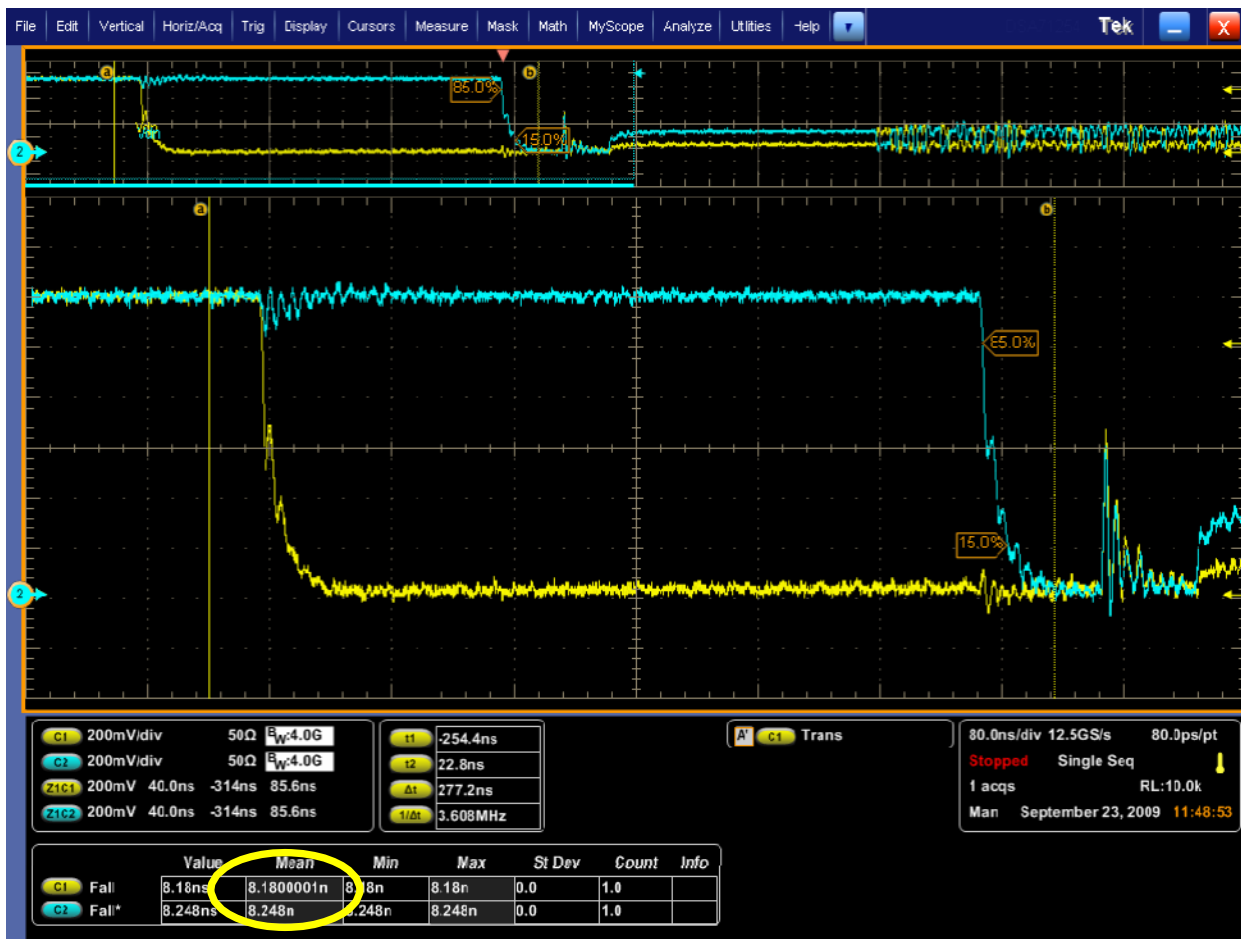 File Edit Vertical Horiz/Acq Trig Display Cursors Measure Mask Math MyScope Analyze Utilities Help Tek X
a b
85.0%
15.0%
2
a b
85.0%
15.0%
2
C1 200mV/div 50Ω BW:4.0G
C2 200mV/div 50Ω BW:4.0G
Z1C1 200mV 40.0ns -314ns 85.6ns
Z1C2 200mV 40.0ns -314ns 85.6ns
t1 -254.4ns
t2 22.8ns
Δt 277.2ns
1/Δt 3.608MHz
A' C1 Trans
80.0ns/div 12.5GS/s 80.0ps/pt
Stopped Single Seq
1 acqs RL:10.0k
Man September 23, 2009 11:48:53
Value Mean Min Max St Dev Count Info
C1 Fall 8.18ns 8.1800001n 8.18n 8.18n 0.0 1.0
C2 Fall* 8.248ns 8.248n 8.248n 8.248n 0.0 1.0